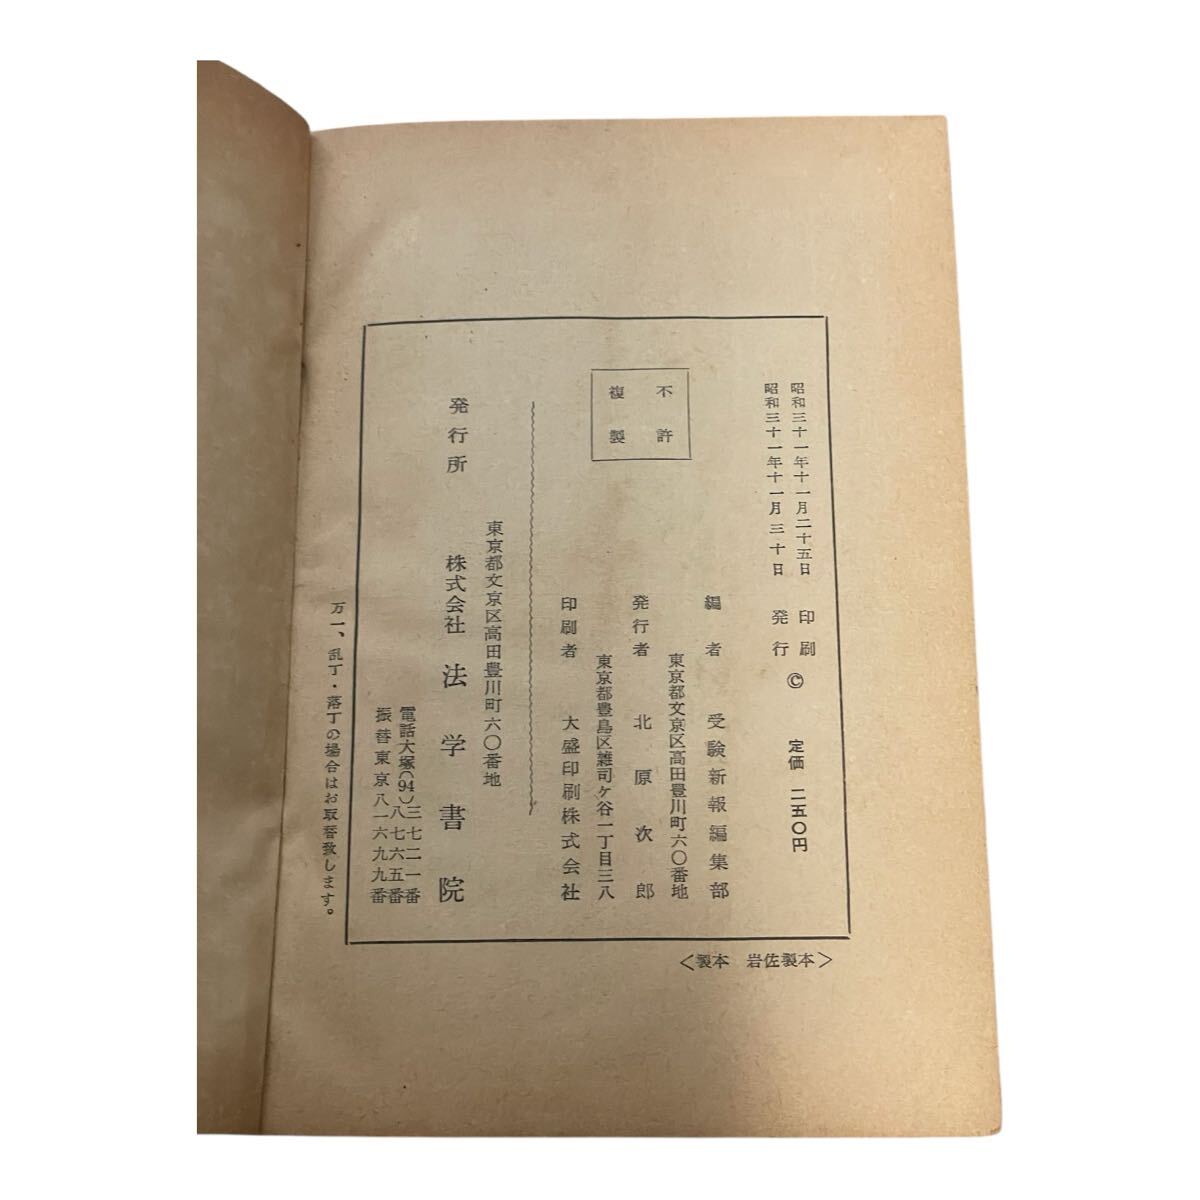 昭和三十一年十一月二十五日　印刷
昭和三十一年十一月三十日　発行
©
定価　二五〇円
編者　受験新報編集部
東京都文京区高田豊川町六〇番地
発行者　北原次郎
東京都豊島区雑司ヶ谷一丁目三八
印刷者　大盛印刷株式会社
不許
複製
東京都文京区高田豊川町六〇番地
発行所　株式会社　法学書院
電話大塚(94)三七二一番
八七六五番
振替東京八一六九九番
<製本　岩佐製本>
万一、乱丁・落丁の場合はお取替致します。